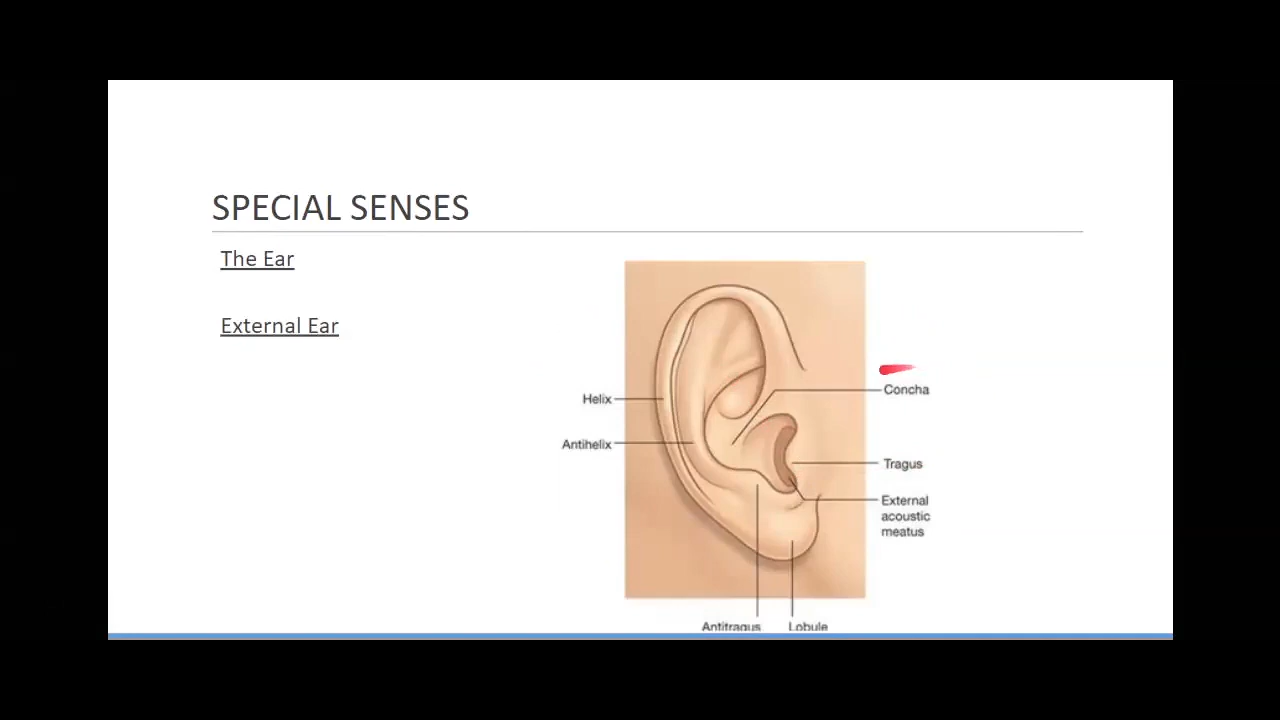 SPECIAL SENSES
The Ear
External Ear
Helix
Antihelix
Concha
Tragus
External
acoustic
meatus
Antitragus
Lobule